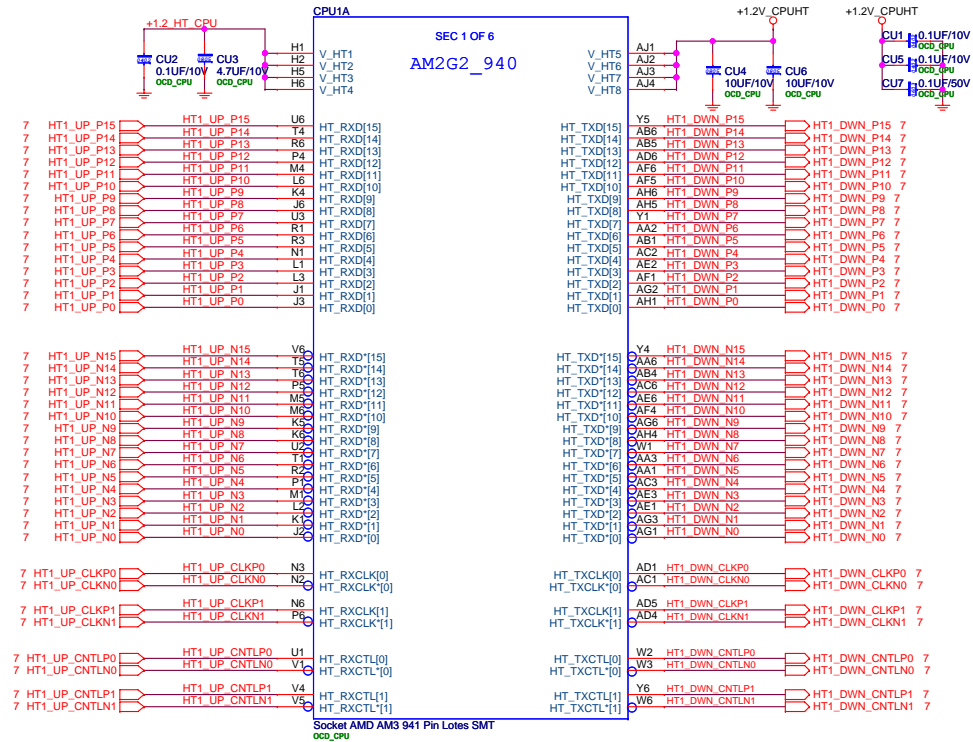 CPU1A
+1.2_HT_CPU
SEC 1 OF 6
AM2G2_940
+1.2V_CPUHT +1.2V_CPUHT
CU2 0.1UF/10V OCD_CPU
CU3 4.7UF/10V OCD_CPU
CU4 10UF/10V OCD_CPU
CU6 10UF/10V OCD_CPU
CU1 0.1UF/10V OCD_CPU
CU5 0.1UF/10V OCD_CPU
CU7 0.1UF/50V OCD_CPU
H1 V_HT1 V_HT5 AJ1
H2 V_HT2 V_HT6 AJ2
H5 V_HT3 V_HT7 AJ3
H6 V_HT4 V_HT8 AJ4
7 HT1_UP_P15 HT1_UP_P15 U6 HT_RXD[15] HT_TXD[15] Y5 HT1_DWN_P15 HT1_DWN_P15 7
7 HT1_UP_P14 HT1_UP_P14 T4 HT_RXD[14] HT_TXD[14] AB6 HT1_DWN_P14 HT1_DWN_P14 7
7 HT1_UP_P13 HT1_UP_P13 R6 HT_RXD[13] HT_TXD[13] AB5 HT1_DWN_P13 HT1_DWN_P13 7
7 HT1_UP_P12 HT1_UP_P12 P4 HT_RXD[12] HT_TXD[12] AD6 HT1_DWN_P12 HT1_DWN_P12 7
7 HT1_UP_P11 HT1_UP_P11 M4 HT_RXD[11] HT_TXD[11] AF6 HT1_DWN_P11 HT1_DWN_P11 7
7 HT1_UP_P10 HT1_UP_P10 L6 HT_RXD[10] HT_TXD[10] AF5 HT1_DWN_P10 HT1_DWN_P10 7
7 HT1_UP_P9 HT1_UP_P9 K4 HT_RXD[9] HT_TXD[9] AH6 HT1_DWN_P9 HT1_DWN_P9 7
7 HT1_UP_P8 HT1_UP_P8 J6 HT_RXD[8] HT_TXD[8] AH5 HT1_DWN_P8 HT1_DWN_P8 7
7 HT1_UP_P7 HT1_UP_P7 U3 HT_RXD[7] HT_TXD[7] Y1 HT1_DWN_P7 HT1_DWN_P7 7
7 HT1_UP_P6 HT1_UP_P6 R1 HT_RXD[6] HT_TXD[6] AA2 HT1_DWN_P6 HT1_DWN_P6 7
7 HT1_UP_P5 HT1_UP_P5 R3 HT_RXD[5] HT_TXD[5] AB1 HT1_DWN_P5 HT1_DWN_P5 7
7 HT1_UP_P4 HT1_UP_P4 N1 HT_RXD[4] HT_TXD[4] AC2 HT1_DWN_P4 HT1_DWN_P4 7
7 HT1_UP_P3 HT1_UP_P3 L1 HT_RXD[3] HT_TXD[3] AE2 HT1_DWN_P3 HT1_DWN_P3 7
7 HT1_UP_P2 HT1_UP_P2 L3 HT_RXD[2] HT_TXD[2] AF1 HT1_DWN_P2 HT1_DWN_P2 7
7 HT1_UP_P1 HT1_UP_P1 J1 HT_RXD[1] HT_TXD[1] AG2 HT1_DWN_P1 HT1_DWN_P1 7
7 HT1_UP_P0 HT1_UP_P0 J3 HT_RXD[0] HT_TXD[0] AH1 HT1_DWN_P0 HT1_DWN_P0 7
7 HT1_UP_N15 HT1_UP_N15 V6 HT_RXD*[15] HT_TXD*[15] Y4 HT1_DWN_N15 HT1_DWN_N15 7
7 HT1_UP_N14 HT1_UP_N14 T5 HT_RXD*[14] HT_TXD*[14] AA6 HT1_DWN_N14 HT1_DWN_N14 7
7 HT1_UP_N13 HT1_UP_N13 T6 HT_RXD*[13] HT_TXD*[13] AB4 HT1_DWN_N13 HT1_DWN_N13 7
7 HT1_UP_N12 HT1_UP_N12 P5 HT_RXD*[12] HT_TXD*[12] AC6 HT1_DWN_N12 HT1_DWN_N12 7
7 HT1_UP_N11 HT1_UP_N11 M5 HT_RXD*[11] HT_TXD*[11] AE6 HT1_DWN_N11 HT1_DWN_N11 7
7 HT1_UP_N10 HT1_UP_N10 M6 HT_RXD*[10] HT_TXD*[10] AF4 HT1_DWN_N10 HT1_DWN_N10 7
7 HT1_UP_N9 HT1_UP_N9 K5 HT_RXD*[9] HT_TXD*[9] AG6 HT1_DWN_N9 HT1_DWN_N9 7
7 HT1_UP_N8 HT1_UP_N8 K6 HT_RXD*[8] HT_TXD*[8] AH4 HT1_DWN_N8 HT1_DWN_N8 7
7 HT1_UP_N7 HT1_UP_N7 U2 HT_RXD*[7] HT_TXD*[7] W1 HT1_DWN_N7 HT1_DWN_N7 7
7 HT1_UP_N6 HT1_UP_N6 T1 HT_RXD*[6] HT_TXD*[6] AA3 HT1_DWN_N6 HT1_DWN_N6 7
7 HT1_UP_N5 HT1_UP_N5 R2 HT_RXD*[5] HT_TXD*[5] AA1 HT1_DWN_N5 HT1_DWN_N5 7
7 HT1_UP_N4 HT1_UP_N4 P1 HT_RXD*[4] HT_TXD*[4] AC3 HT1_DWN_N4 HT1_DWN_N4 7
7 HT1_UP_N3 HT1_UP_N3 M1 HT_RXD*[3] HT_TXD*[3] AE3 HT1_DWN_N3 HT1_DWN_N3 7
7 HT1_UP_N2 HT1_UP_N2 L2 HT_RXD*[2] HT_TXD*[2] AE1 HT1_DWN_N2 HT1_DWN_N2 7
7 HT1_UP_N1 HT1_UP_N1 K1 HT_RXD*[1] HT_TXD*[1] AG3 HT1_DWN_N1 HT1_DWN_N1 7
7 HT1_UP_N0 HT1_UP_N0 J2 HT_RXD*[0] HT_TXD*[0] AG1 HT1_DWN_N0 HT1_DWN_N0 7
7 HT1_UP_CLKP0 HT1_UP_CLKP0 N3 HT_RXCLK[0] HT_TXCLK[0] AD1 HT1_DWN_CLKP0 HT1_DWN_CLKP0 7
7 HT1_UP_CLKN0 HT1_UP_CLKN0 N2 HT_RXCLK*[0] HT_TXCLK*[0] AC1 HT1_DWN_CLKN0 HT1_DWN_CLKN0 7
7 HT1_UP_CLKP1 HT1_UP_CLKP1 N6 HT_RXCLK[1] HT_TXCLK[1] AD5 HT1_DWN_CLKP1 HT1_DWN_CLKP1 7
7 HT1_UP_CLKN1 HT1_UP_CLKN1 P6 HT_RXCLK*[1] HT_TXCLK*[1] AD4 HT1_DWN_CLKN1 HT1_DWN_CLKN1 7
7 HT1_UP_CNTLP0 HT1_UP_CNTLP0 U1 HT_RXCTL[0] HT_TXCTL[0] W2 HT1_DWN_CNTLP0 HT1_DWN_CNTLP0 7
7 HT1_UP_CNTLN0 HT1_UP_CNTLN0 V1 HT_RXCTL*[0] HT_TXCTL*[0] W3 HT1_DWN_CNTLN0 HT1_DWN_CNTLN0 7
7 HT1_UP_CNTLP1 HT1_UP_CNTLP1 V4 HT_RXCTL[1] HT_TXCTL[1] Y6 HT1_DWN_CNTLP1 HT1_DWN_CNTLP1 7
7 HT1_UP_CNTLN1 HT1_UP_CNTLN1 V5 HT_RXCTL*[1] HT_TXCTL*[1] W6 HT1_DWN_CNTLN1 HT1_DWN_CNTLN1 7
Socket AMD AM3 941 Pin Lotes SMT
OCD_CPU